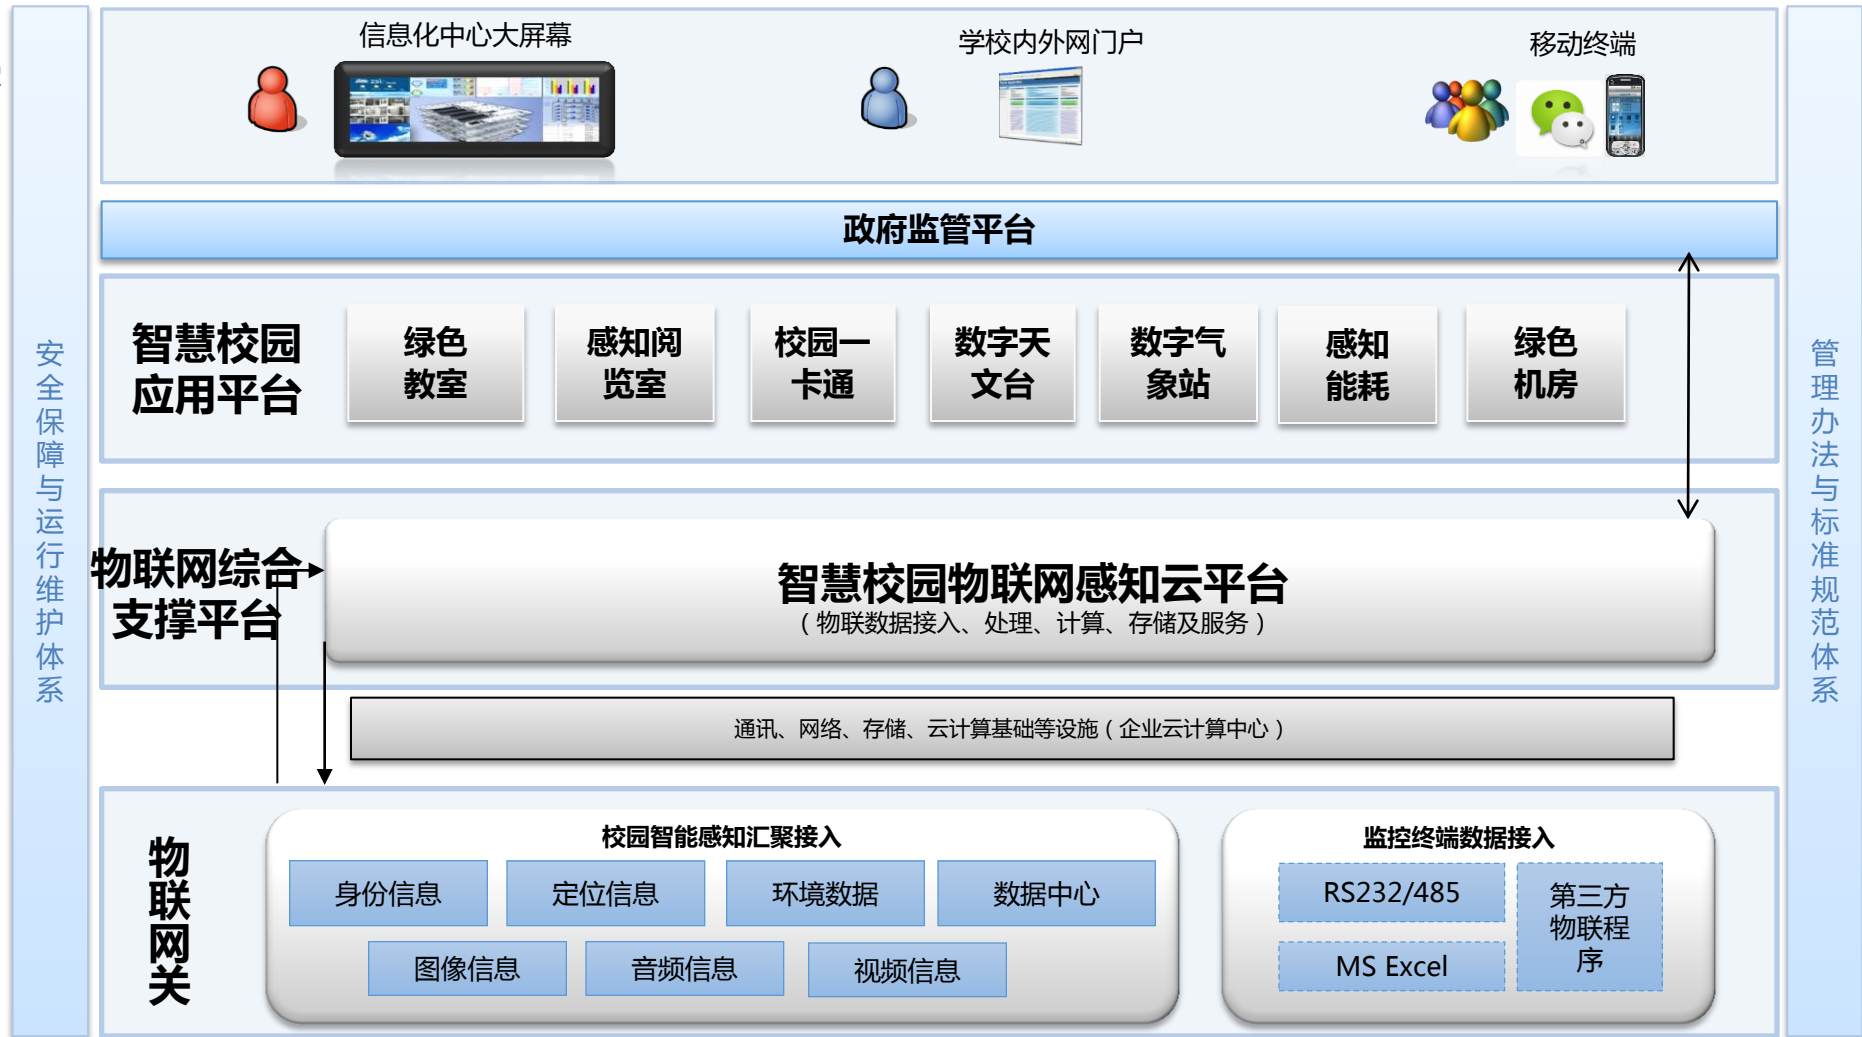 信息化中心大屏幕
学校内外网门户
移动终端
政府监管平台
智慧校园
应用平台
绿色
教室
感知阅
览室
校园一
卡通
数字天
文台
数字气
象站
感知
能耗
绿色
机房
安全保障与运行维护体系
管理办法与标准规范体系
物联网综合
支撑平台
智慧校园物联网感知云平台
（物联数据接入、处理、计算、存储及服务）
通讯、网络、存储、云计算基础等设施（企业云计算中心）
物联网关
校园智能感知汇聚接入
身份信息
定位信息
环境数据
数据中心
图像信息
音频信息
视频信息
监控终端数据接入
RS232/485
MS Excel
第三方
物联程
序